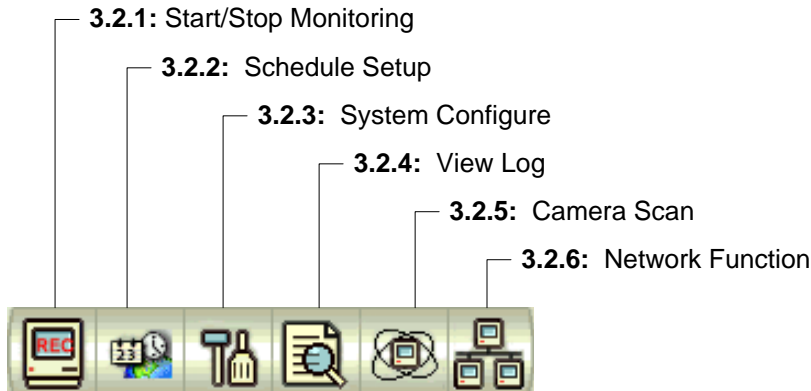 3.2.1: Start/Stop Monitoring
3.2.2: Schedule Setup
3.2.3: System Configure
3.2.4: View Log
3.2.5: Camera Scan
3.2.6: Network Function
REC
23